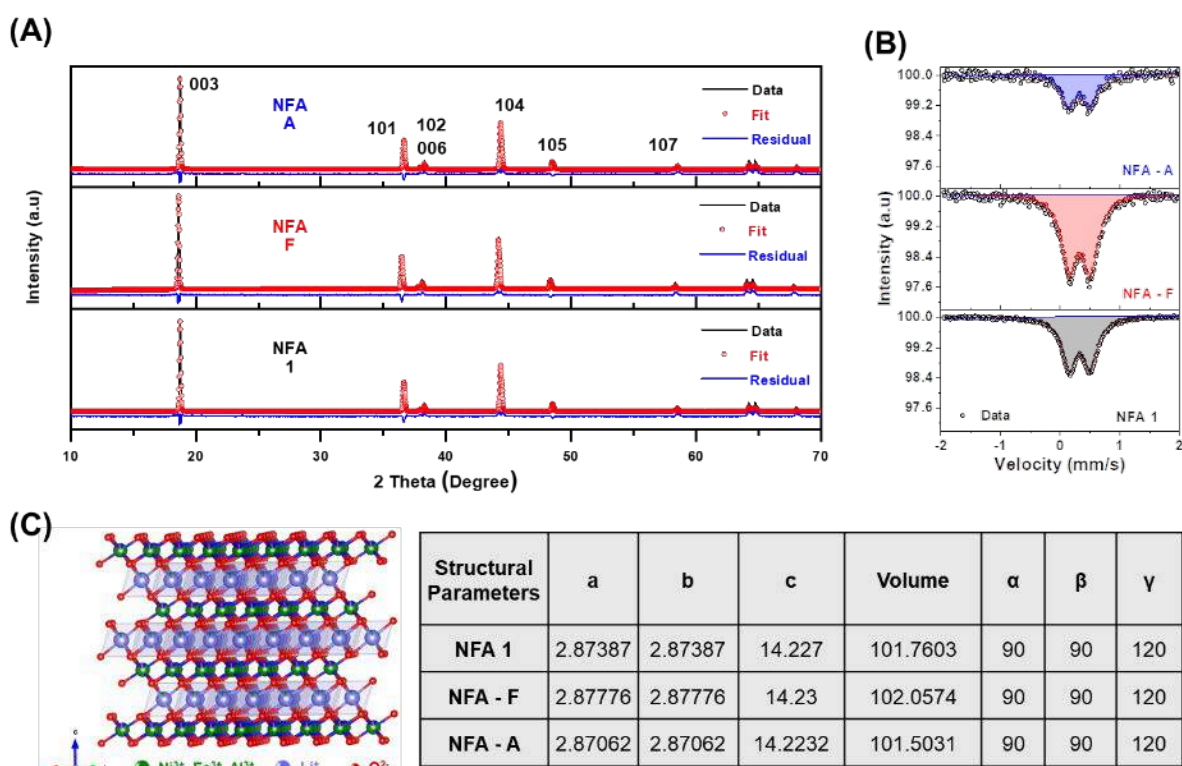 (A)
003
NFA
A
101
102
006
104
105
107
Data
Fit
Residual
NFA
F
Data
Fit
Residual
NFA
1
Data
Fit
Residual
Intensity (a.u)
10 20 30 40 50 60 70
2 Theta (Degree)
(B)
100.0
99.2
98.4
97.6
NFA - A
100.0
99.2
98.4
97.6
NFA - F
100.0
99.2
98.4
97.6
Data
NFA 1
Intensity (a.u)
-2 -1 0 1 2
Velocity (mm/s)
(C)
c
Structural Parameters a b c Volume α β γ
NFA 1 2.87387 2.87387 14.227 101.7603 90 90 120
NFA - F 2.87776 2.87776 14.23 102.0574 90 90 120
NFA - A 2.87062 2.87062 14.2232 101.5031 90 90 120